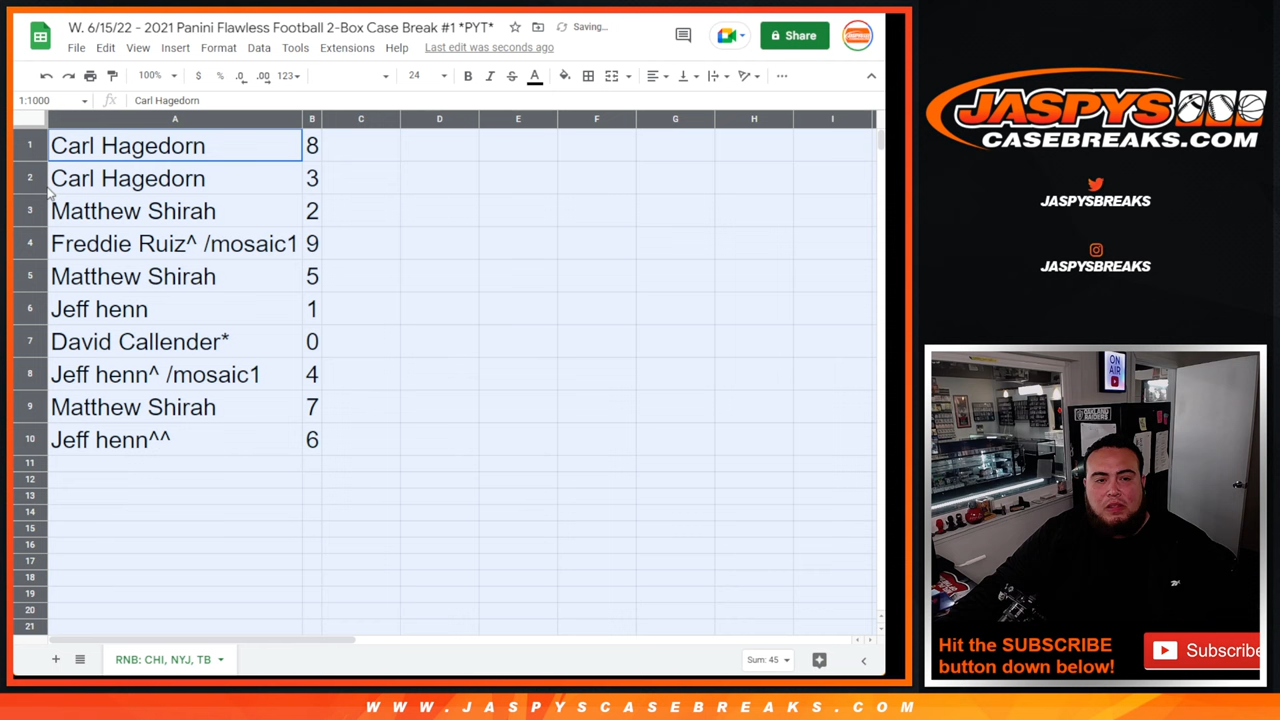 W. 6/15/22 - 2021 Panini Flawless Football 2-Box Case Break #1 *PYT*
Saving...
File Edit View Insert Format Data Tools Extensions Help Last edit was seconds ago
Share
100% $ % .0 .00 123 24 B I S A
1:1000 fx Carl Hagedorn
A B C D E F G H I
1 Carl Hagedorn 8
2 Carl Hagedorn 3
3 Matthew Shirah 2
4 Freddie Ruiz^ /mosaic1 9
5 Matthew Shirah 5
6 Jeff henn 1
7 David Callender* 0
8 Jeff henn^ /mosaic1 4
9 Matthew Shirah 7
10 Jeff henn^^ 6
11
12
13
14
15
16
17
18
19
20
21
RNB: CHI, NYJ, TB
Sum: 45
JASPYS
CASEBREAKS.COM
JASPYSBREAKS
JASPYSBREAKS
ON
AIR
Hit the SUBSCRIBE
button down below!
Subscribe
WWW.JASPYSCASEBREAKS.COM